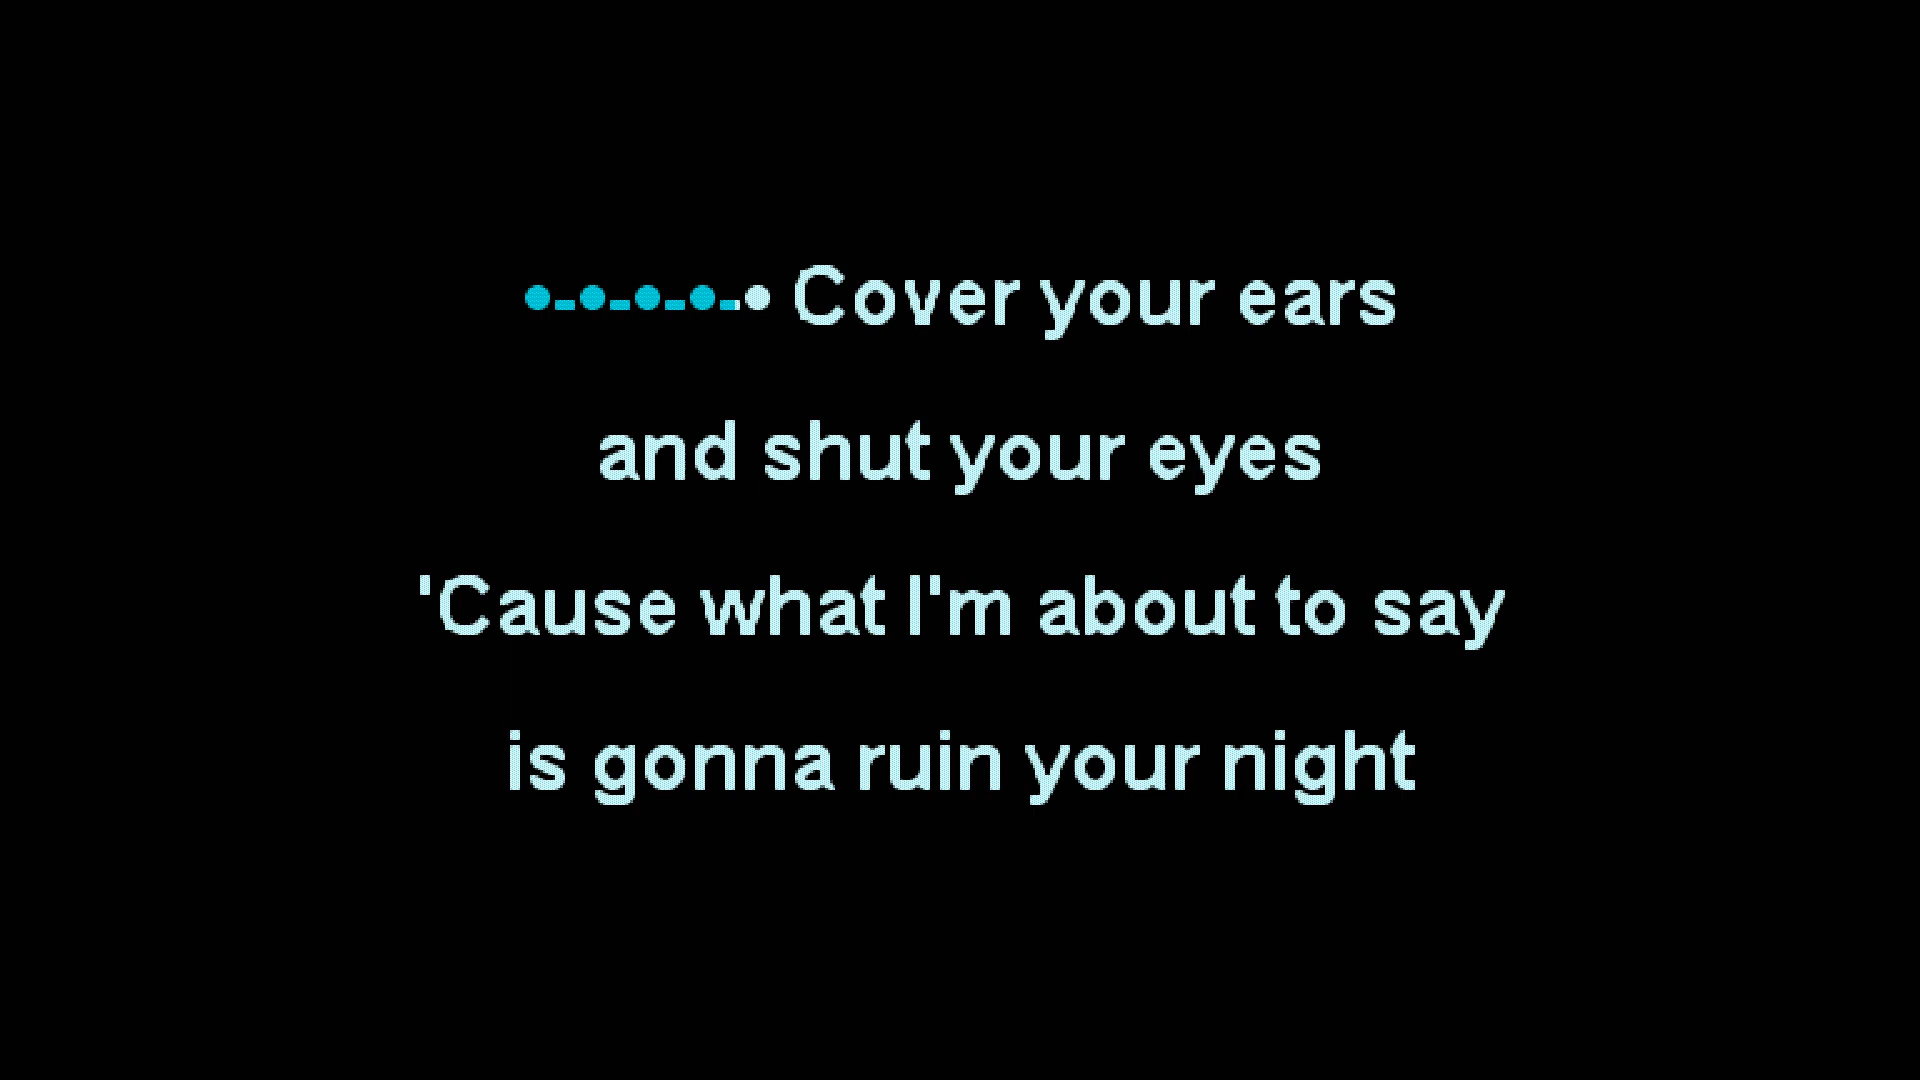 ●-●-●-●-● Cover your ears
and shut your eyes
'Cause what I'm about to say
is gonna ruin your night